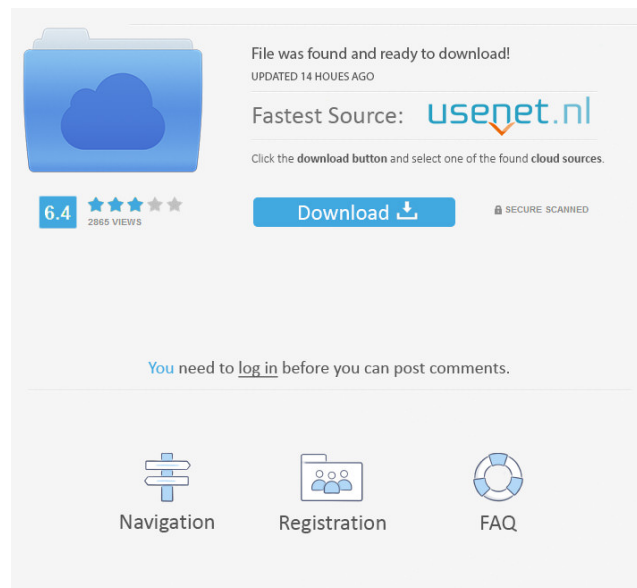 File was found and ready to download!
UPDATED 14 HOUES AGO
Fastest Source: usenet.nl
Click the download button and select one of the found cloud sources.
6.4
2865 VIEWS
Download
SECURE SCANNED
You need to log in before you can post comments.
Navigation
Registration
FAQ